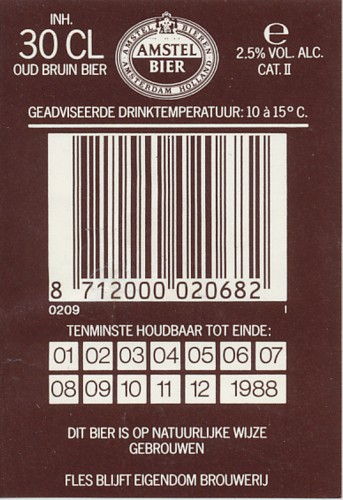 INH.
30 CL
OUD BRUIN BIER
AMSTEL BIEREN
AMSTEL
BIER
AMSTERDAM HOLLAND
e
2.5% VOL. ALC.
CAT. II
GEADVISEERDE DRINKTEMPERATUUR: 10 à 15° C.
8 712000 020682
0209 I
TENMINSTE HOUDBAAR TOT EINDE:
01 02 03 04 05 06 07
08 09 10 11 12 1988
DIT BIER IS OP NATUURLIJKE WIJZE
GEBROUWEN
FLES BLIJFT EIGENDOM BROUWERIJ